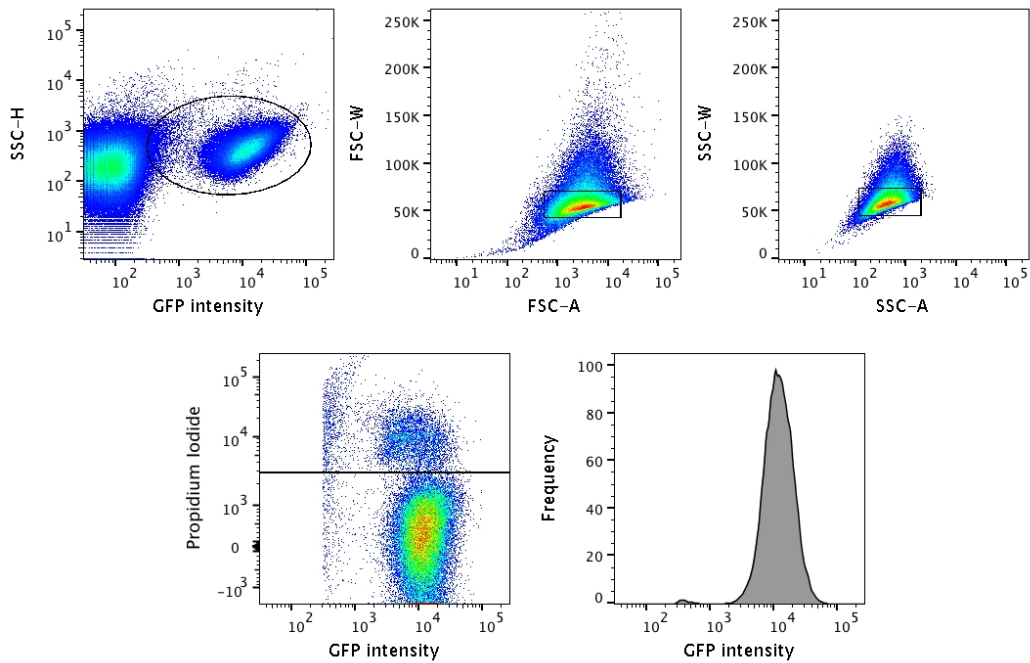 SSC-H
10^5
10^4
10^3
10^2
10^1
10^2 10^3 10^4 10^5
GFP intensity
FSC-W
250K
200K
150K
100K
50K
0
10^1 10^2 10^3 10^4 10^5
FSC-A
SSC-W
250K
200K
150K
100K
50K
0
10^1 10^2 10^3 10^4 10^5
SSC-A
Propidium Iodide
10^5
10^4
10^3
0
-10^3
10^2 10^3 10^4 10^5
GFP intensity
Frequency
100
80
60
40
20
0
10^2 10^3 10^4 10^5
GFP intensity